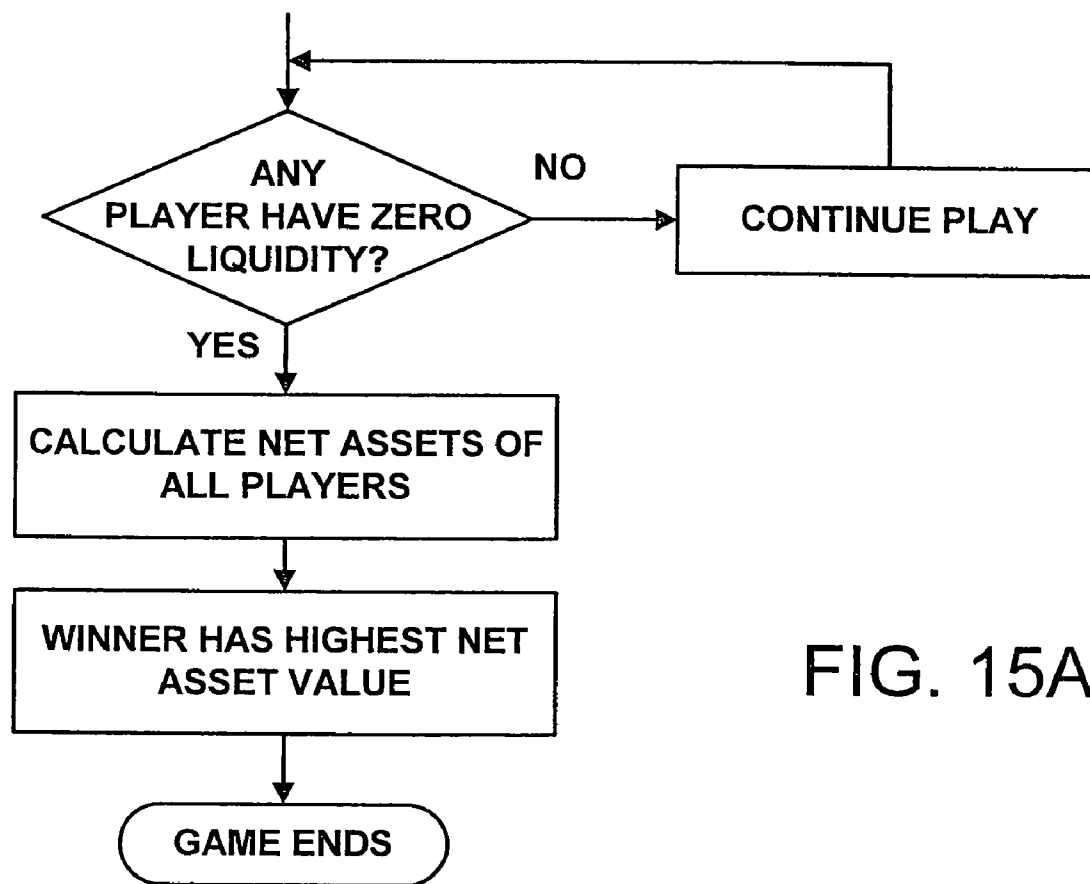 ANY
PLAYER HAVE ZERO
LIQUIDITY?
NO
CONTINUE PLAY
YES
CALCULATE NET ASSETS OF
ALL PLAYERS
WINNER HAS HIGHEST NET
ASSET VALUE
FIG. 15A
GAME ENDS